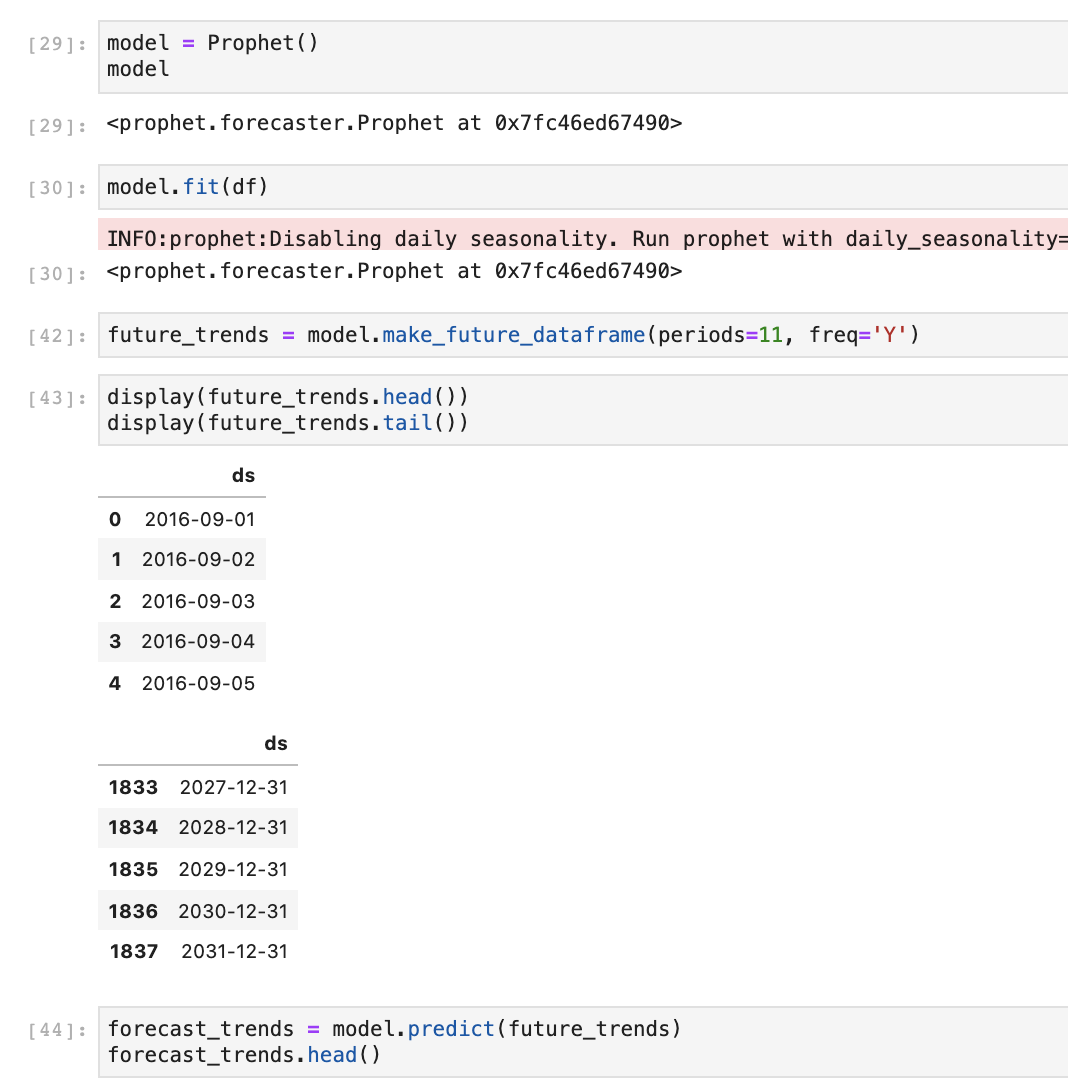 [29]: model = Prophet()
model
[29]: <prophet.forecaster.Prophet at 0x7fc46ed67490>
[30]: model.fit(df)
INFO:prophet:Disabling daily seasonality. Run prophet with daily_seasonality=
[30]: <prophet.forecaster.Prophet at 0x7fc46ed67490>
[42]: future_trends = model.make_future_dataframe(periods=11, freq='Y')
[43]: display(future_trends.head())
display(future_trends.tail())
ds
0 2016-09-01
1 2016-09-02
2 2016-09-03
3 2016-09-04
4 2016-09-05
ds
1833 2027-12-31
1834 2028-12-31
1835 2029-12-31
1836 2030-12-31
1837 2031-12-31
[44]: forecast_trends = model.predict(future_trends)
forecast_trends.head()